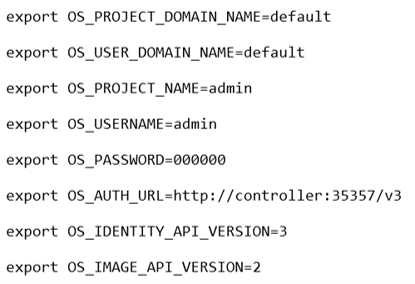 export OS_PROJECT_DOMAIN_NAME=default
export OS_USER_DOMAIN_NAME=default
export OS_PROJECT_NAME=admin
export OS_USERNAME=admin
export OS_PASSWORD=000000
export OS_AUTH_URL=http://controller:35357/v3
export OS_IDENTITY_API_VERSION=3
export OS_IMAGE_API_VERSION=2